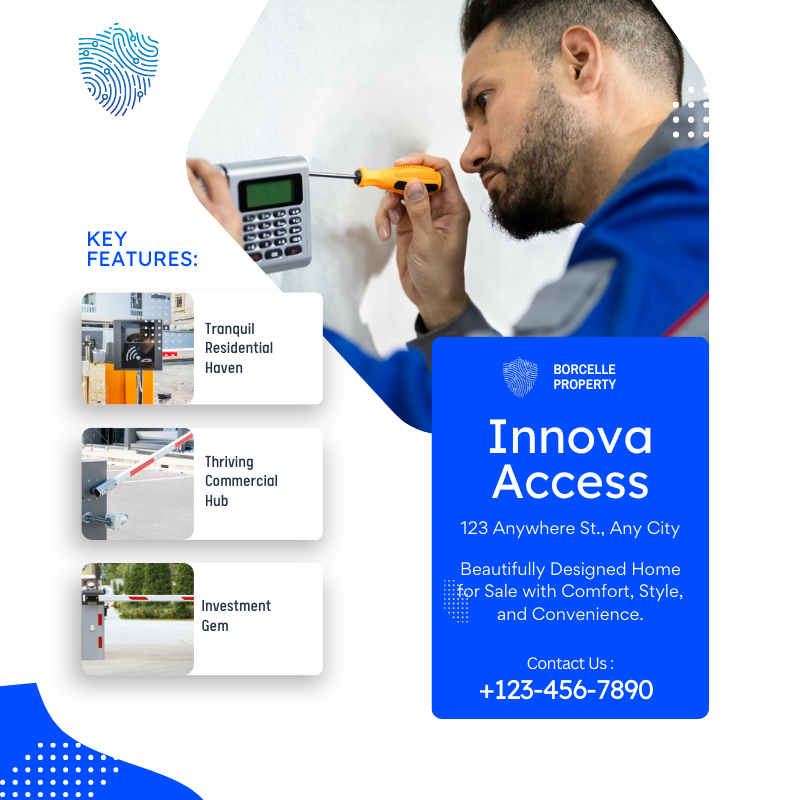 KEY
FEATURES:
Tranquil
Residential
Haven
Thriving
Commercial
Hub
Investment
Gem
BORCELLE
PROPERTY
Innova
Access
123 Anywhere St., Any City
Beautifully Designed Home
for Sale with Comfort, Style,
and Convenience.
Contact Us :
+123-456-7890